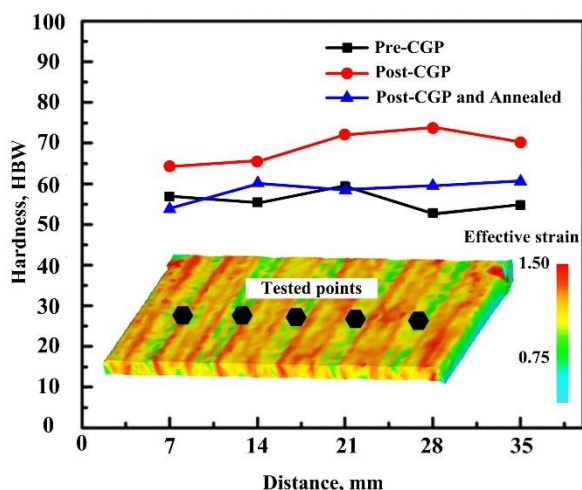 100
90
80
70
60
50
40
30
20
10
0
Hardness, HBW
Pre-CGP
Post-CGP
Post-CGP and Annealed
Effective strain
1.50
0.75
Tested points
0
7
14
21
28
35
Distance, mm